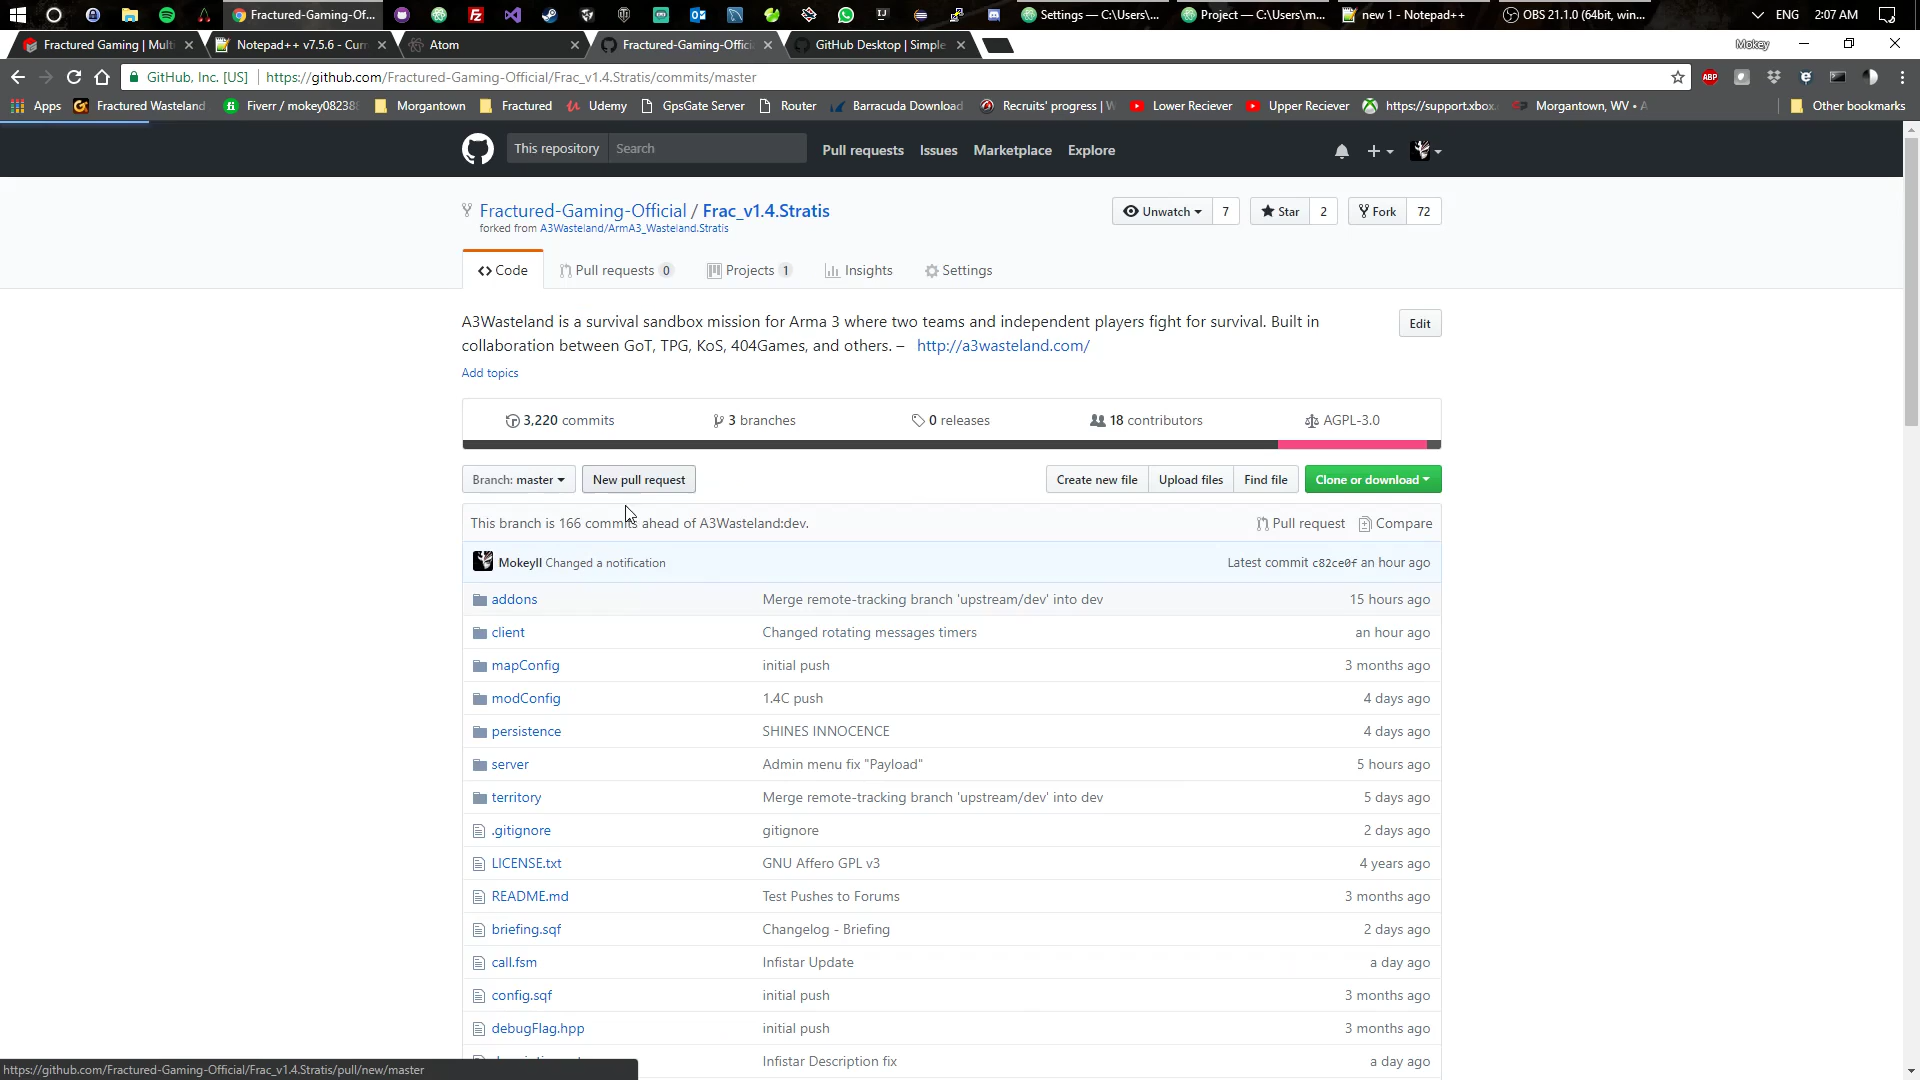 Fractured-Gaming-Of...
Settings — C:\Users\...
Project — C:\Users\m...
new 1 - Notepad++
OBS 21.1.0 (64bit, win...
ENG
2:07 AM
Fractured Gaming | Mult
Notepad++ v7.5.6 - Curr
Atom
Fractured-Gaming-Offici
GitHub Desktop | Simple
Mokey
GitHub, Inc. [US]
https://github.com/Fractured-Gaming-Official/Frac_v1.4.Stratis/commits/master
ABP
Apps
Fractured Wasteland
Fiverr / mokey08238
Morgantown
Fractured
Udemy
GpsGate Server
Router
Barracuda Download
Recruits' progress | W
Lower Reciever
Upper Reciever
https://support.xbox.
Morgantown, WV • A
Other bookmarks
This repository
Search
Pull requests
Issues
Marketplace
Explore
Fractured-Gaming-Official / Frac_v1.4.Stratis
Unwatch
7
Star
2
Fork
72
forked from A3Wasteland/ArmA3_Wasteland.Stratis
Code
Pull requests 0
Projects 1
Insights
Settings
A3Wasteland is a survival sandbox mission for Arma 3 where two teams and independent players fight for survival. Built in
collaboration between GoT, TPG, KoS, 404Games, and others. – http://a3wasteland.com/
Edit
Add topics
3,220 commits
3 branches
0 releases
18 contributors
AGPL-3.0
Branch: master
New pull request
Create new file
Upload files
Find file
Clone or download
This branch is 166 commits ahead of A3Wasteland:dev.
Pull request
Compare
MokeyII Changed a notification
Latest commit c82ce0f an hour ago
addons
Merge remote-tracking branch 'upstream/dev' into dev
15 hours ago
client
Changed rotating messages timers
an hour ago
mapConfig
initial push
3 months ago
modConfig
1.4C push
4 days ago
persistence
SHINES INNOCENCE
4 days ago
server
Admin menu fix "Payload"
5 hours ago
territory
Merge remote-tracking branch 'upstream/dev' into dev
5 days ago
.gitignore
gitignore
2 days ago
LICENSE.txt
GNU Affero GPL v3
4 years ago
README.md
Test Pushes to Forums
3 months ago
briefing.sqf
Changelog - Briefing
2 days ago
call.fsm
Infistar Update
a day ago
config.sqf
initial push
3 months ago
debugFlag.hpp
initial push
3 months ago
Infistar Description fix
a day ago
https://github.com/Fractured-Gaming-Official/Frac_v1.4.Stratis/pull/new/master